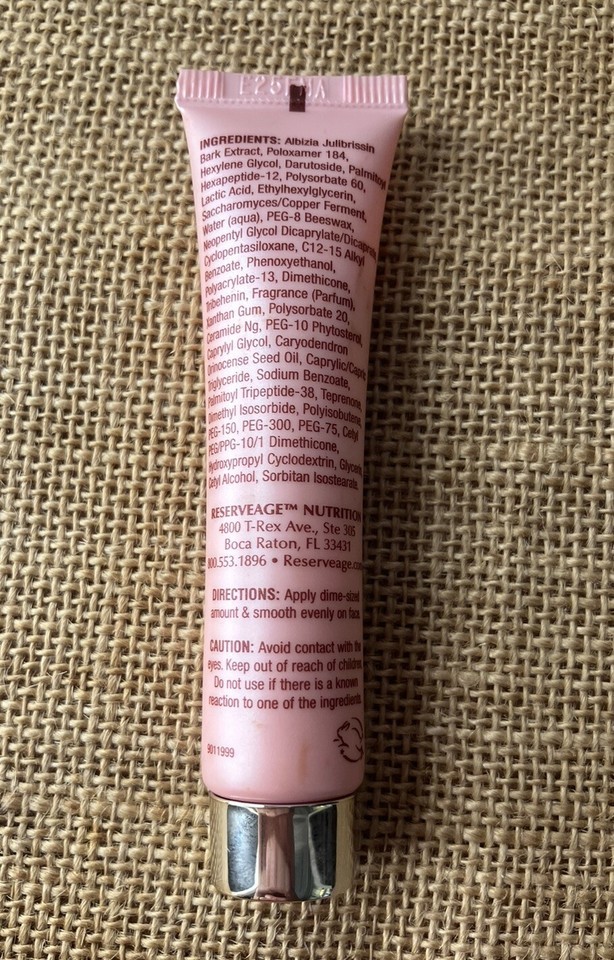 INGREDIENTS: Albizia Julibrissin
Bark Extract, Poloxamer 184,
Hexylene Glycol, Darutoside, Palmitoyl
Hexapeptide-12, Polysorbate 60,
Lactic Acid, Ethylhexylglycerin,
Saccharomyces/Copper Ferment,
Water (aqua), PEG-8 Beeswax,
Neopentyl Glycol Dicaprylate/Dicaprate,
Cyclopentasiloxane, C12-15 Alkyl
Benzoate, Phenoxyethanol,
Polyacrylate-13, Dimethicone,
Tribehenin, Fragrance (Parfum),
Xanthan Gum, Polysorbate 20,
Ceramide Ng, PEG-10 Phytosterol,
Caprylyl Glycol, Caryodendron
Orinocense Seed Oil, Caprylic/Capric
Triglyceride, Sodium Benzoate,
Palmitoyl Tripeptide-38, Teprenone,
Dimethyl Isosorbide, Polyisobutene,
PEG-150, PEG-300, PEG-75, Cetyl
PEG/PPG-10/1 Dimethicone,
Hydroxypropyl Cyclodextrin, Glycerin,
Cetyl Alcohol, Sorbitan Isostearate.
RESERVEAGE™ NUTRITION
4800 T-Rex Ave., Ste 305
Boca Raton, FL 33431
800.553.1896 • Reserveage.com
DIRECTIONS: Apply dime-sized
amount & smooth evenly on face.
CAUTION: Avoid contact with the
eyes. Keep out of reach of children.
Do not use if there is a known
reaction to one of the ingredients.
9011999